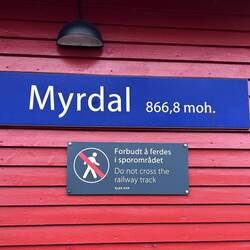 Myrdal 866,8 moh.
Forbudt å ferdes
i sporområdet
Do not cross the
railway track